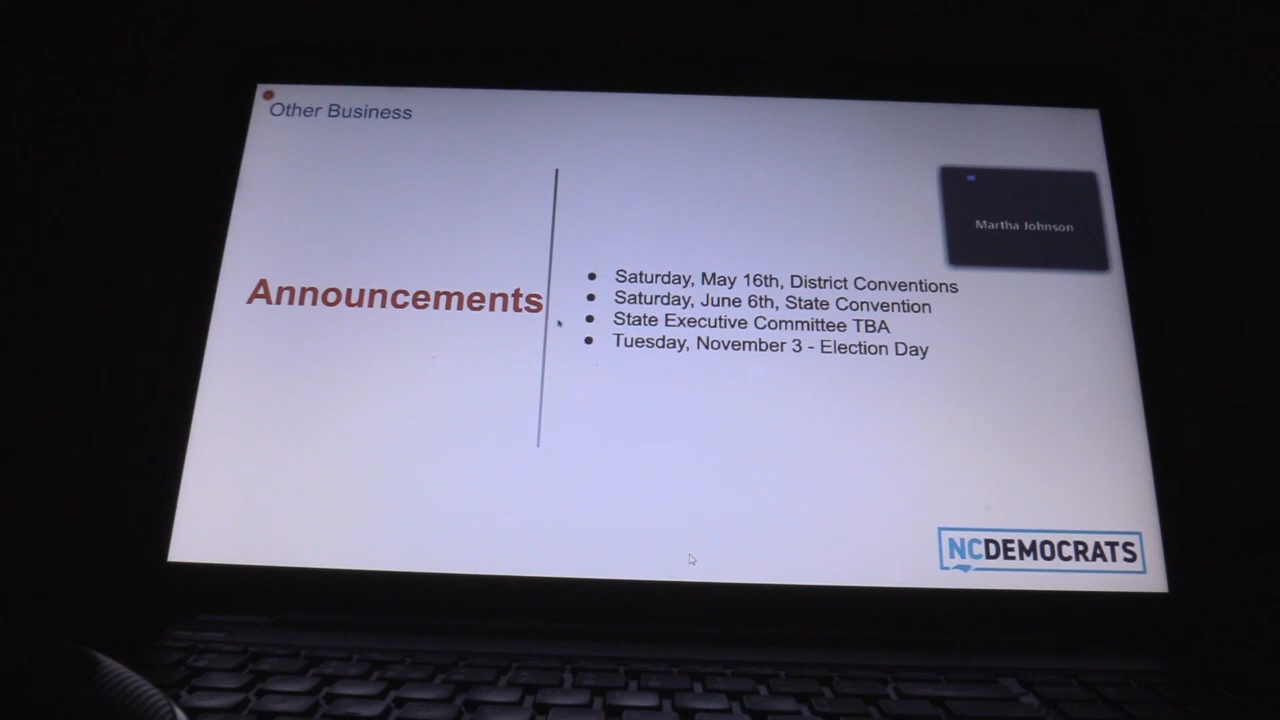 Other Business
Martha Johnson
Announcements
Saturday, May 16th, District Conventions
Saturday, June 6th, State Convention
State Executive Committee TBA
Tuesday, November 3 - Election Day
NCDEMOCRATS